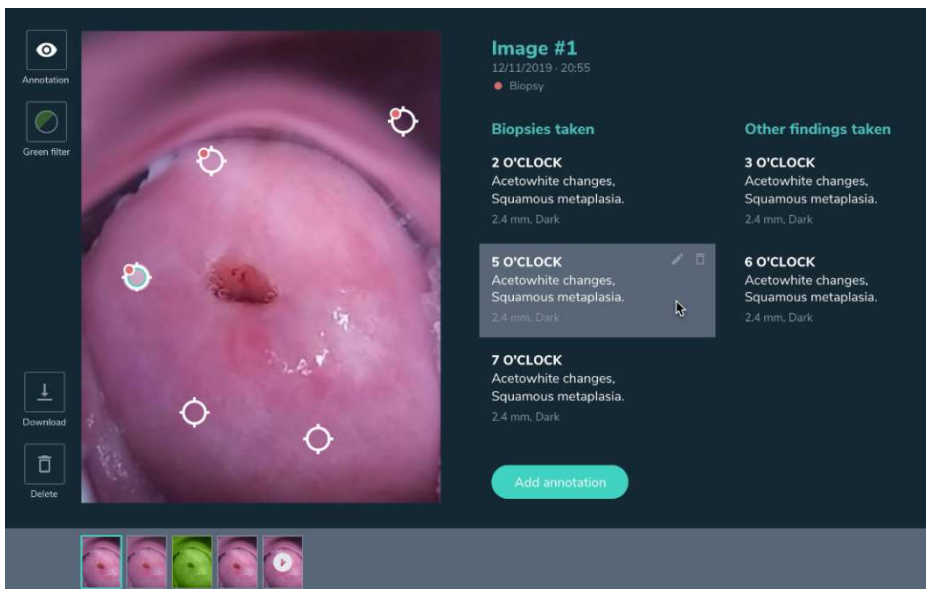 Annotation
Green filter
Download
Delete
Image #1
12/11/2019 · 20:55
Biopsy
Biopsies taken
2 O'CLOCK
Acetowhite changes,
Squamous metaplasia.
2.4 mm, Dark
5 O'CLOCK
Acetowhite changes,
Squamous metaplasia.
2.4 mm, Dark
7 O'CLOCK
Acetowhite changes,
Squamous metaplasia.
2.4 mm, Dark
Other findings taken
3 O'CLOCK
Acetowhite changes,
Squamous metaplasia.
2.4 mm, Dark
6 O'CLOCK
Acetowhite changes,
Squamous metaplasia.
2.4 mm, Dark
Add annotation